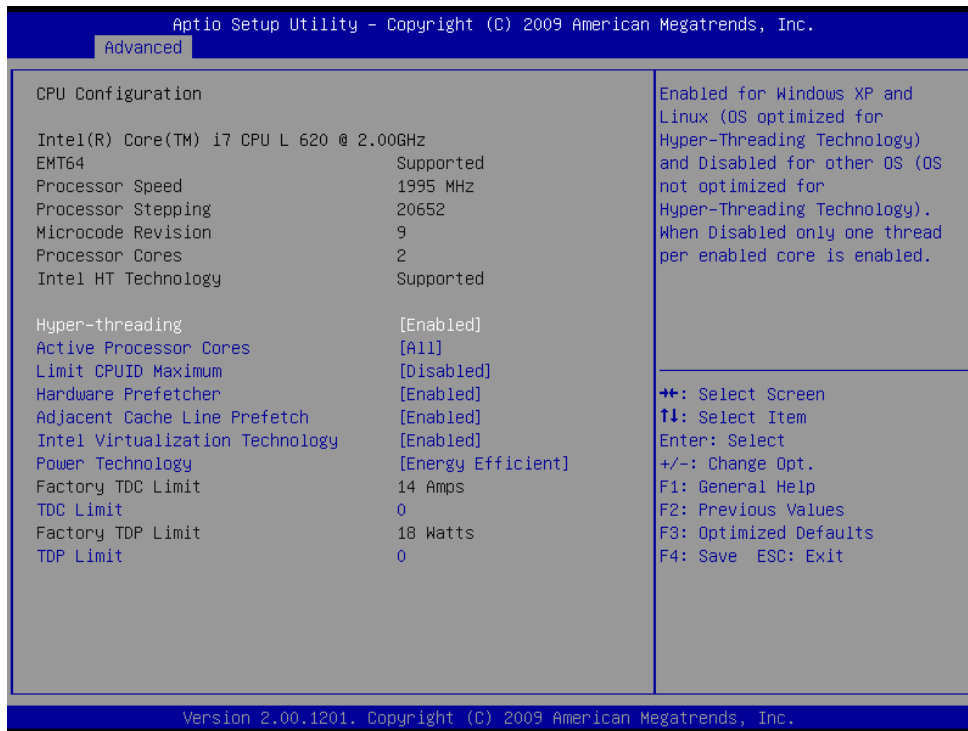 Aptio Setup Utility – Copyright (C) 2009 American Megatrends, Inc.
Advanced
CPU Configuration
Intel(R) Core(TM) i7 CPU L 620 @ 2.00GHz
EMT64 Supported
Processor Speed 1995 MHz
Processor Stepping 20652
Microcode Revision 9
Processor Cores 2
Intel HT Technology Supported
Hyper-threading [Enabled]
Active Processor Cores [All]
Limit CPUID Maximum [Disabled]
Hardware Prefetcher [Enabled]
Adjacent Cache Line Prefetch [Enabled]
Intel Virtualization Technology [Enabled]
Power Technology [Energy Efficient]
Factory TDC Limit 14 Amps
TDC Limit 0
Factory TDP Limit 18 Watts
TDP Limit 0
Enabled for Windows XP and
Linux (OS optimized for
Hyper-Threading Technology)
and Disabled for other OS (OS
not optimized for
Hyper-Threading Technology).
When Disabled only one thread
per enabled core is enabled.
→←: Select Screen
↑↓: Select Item
Enter: Select
+/-: Change Opt.
F1: General Help
F2: Previous Values
F3: Optimized Defaults
F4: Save ESC: Exit
Version 2.00.1201. Copyright (C) 2009 American Megatrends, Inc.